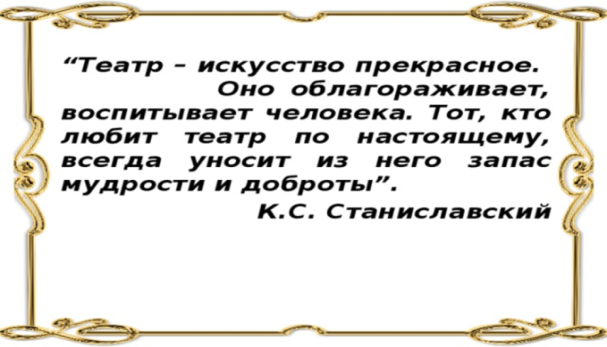 “Театр – искусство прекрасное.
Оно облагораживает,
воспитывает человека. Тот, кто
любит театр по настоящему,
всегда уносит из него запас
мудрости и доброты”.
К.С. Станиславский